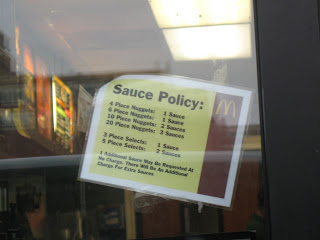 Sauce Policy:
4 Piece Nuggets: 1 Sauce
6 Piece Nuggets: 1 Sauce
10 Piece Nuggets: 2 Sauces
20 Piece Nuggets: 3 Sauces
3 Piece Selects: 1 Sauce
5 Piece Selects: 2 Sauces
1 Additional Sauce May Be Requested At
No Charge. There Will Be An Additional
Charge For Extra Sauces